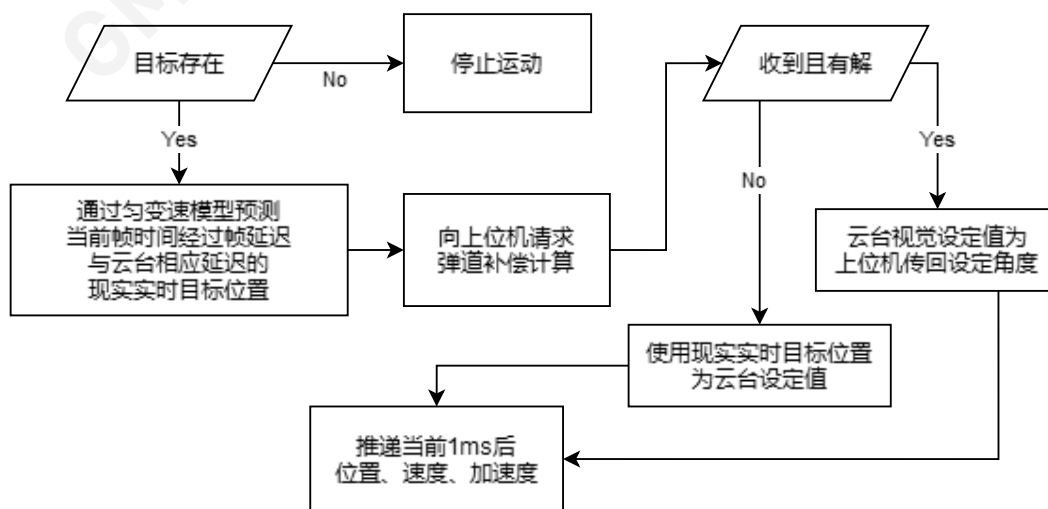 目标存在
No
停止运动
收到且有解
Yes
Yes
No
通过匀变速模型预测
当前帧时间经过帧延迟
与云台相应延迟的
现实实时目标位置
向上位机请求
弹道补偿计算
云台视觉设定值为
上位机传回设定角度
使用现实实时目标位置
为云台设定值
推递当前1ms后
位置、速度、加速度